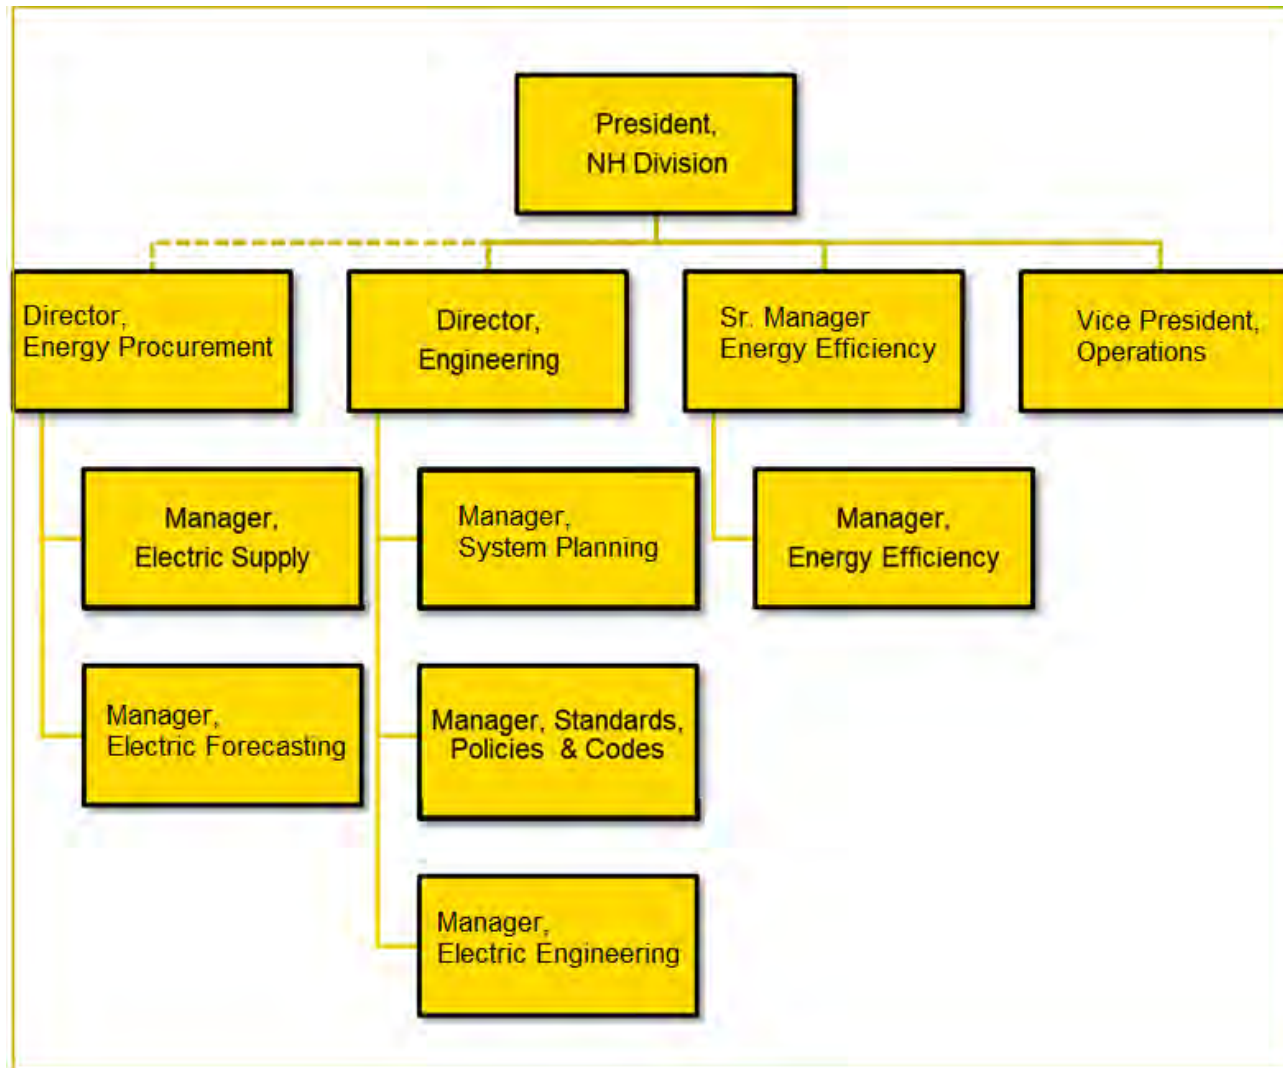 President,
NH Division
Director,
Energy Procurement
Director,
Engineering
Sr. Manager
Energy Efficiency
Vice President,
Operations
Manager,
Electric Supply
Manager,
System Planning
Manager,
Energy Efficiency
Manager,
Electric Forecasting
Manager, Standards,
Policies & Codes
Manager,
Electric Engineering